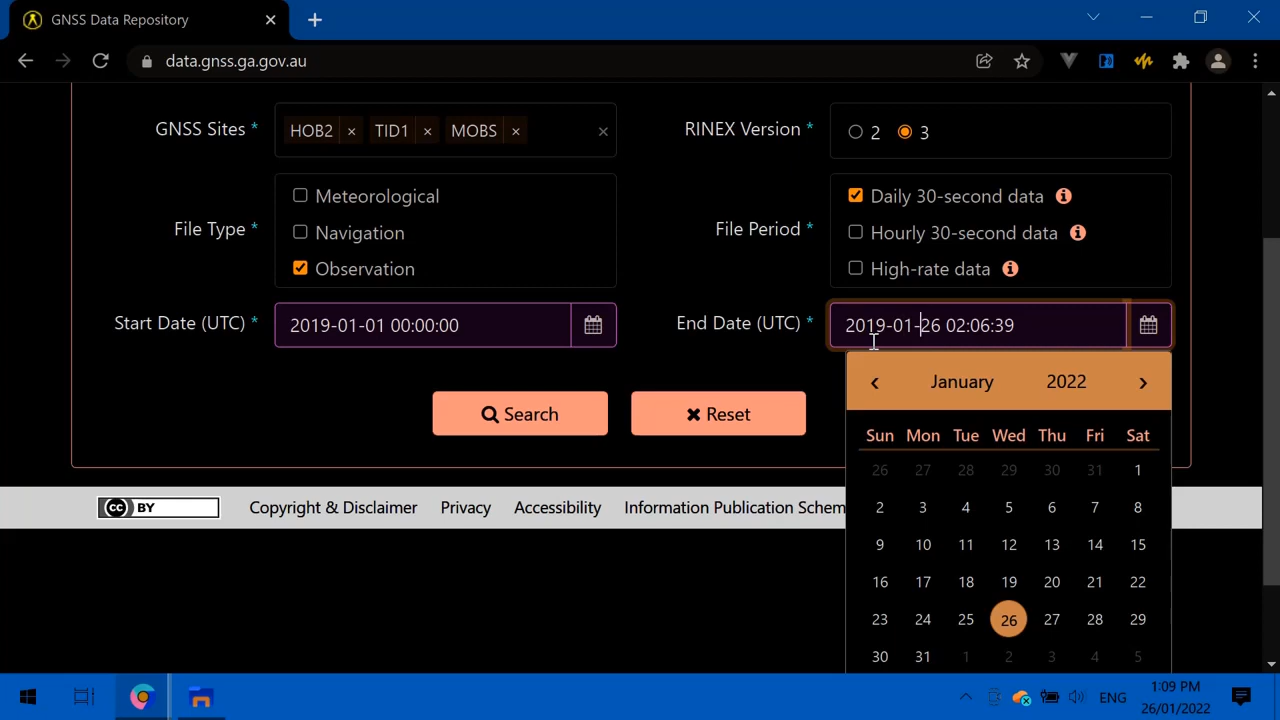 GNSS Data Repository
data.gnss.ga.gov.au
GNSS Sites * HOB2 × TID1 × MOBS × × RINEX Version * 2 3
File Type * Meteorological File Period * Daily 30-second data
Navigation Hourly 30-second data
Observation High-rate data
Start Date (UTC) * 2019-01-01 00:00:00 End Date (UTC) * 2019-01-26 02:06:39
January 2022
Search Reset
Sun Mon Tue Wed Thu Fri Sat
26 27 28 29 30 31 1
2 3 4 5 6 7 8
9 10 11 12 13 14 15
16 17 18 19 20 21 22
23 24 25 26 27 28 29
30 31 1 2 3 4 5
CC BY Copyright & Disclaimer Privacy Accessibility Information Publication Schem
ENG 1:09 PM
26/01/2022